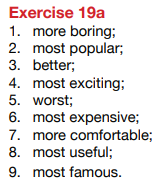 Exercise 19a
1. more boring;
2. most popular;
3. better;
4. most exciting;
5. worst;
6. most expensive;
7. more comfortable;
8. most useful;
9. most famous.